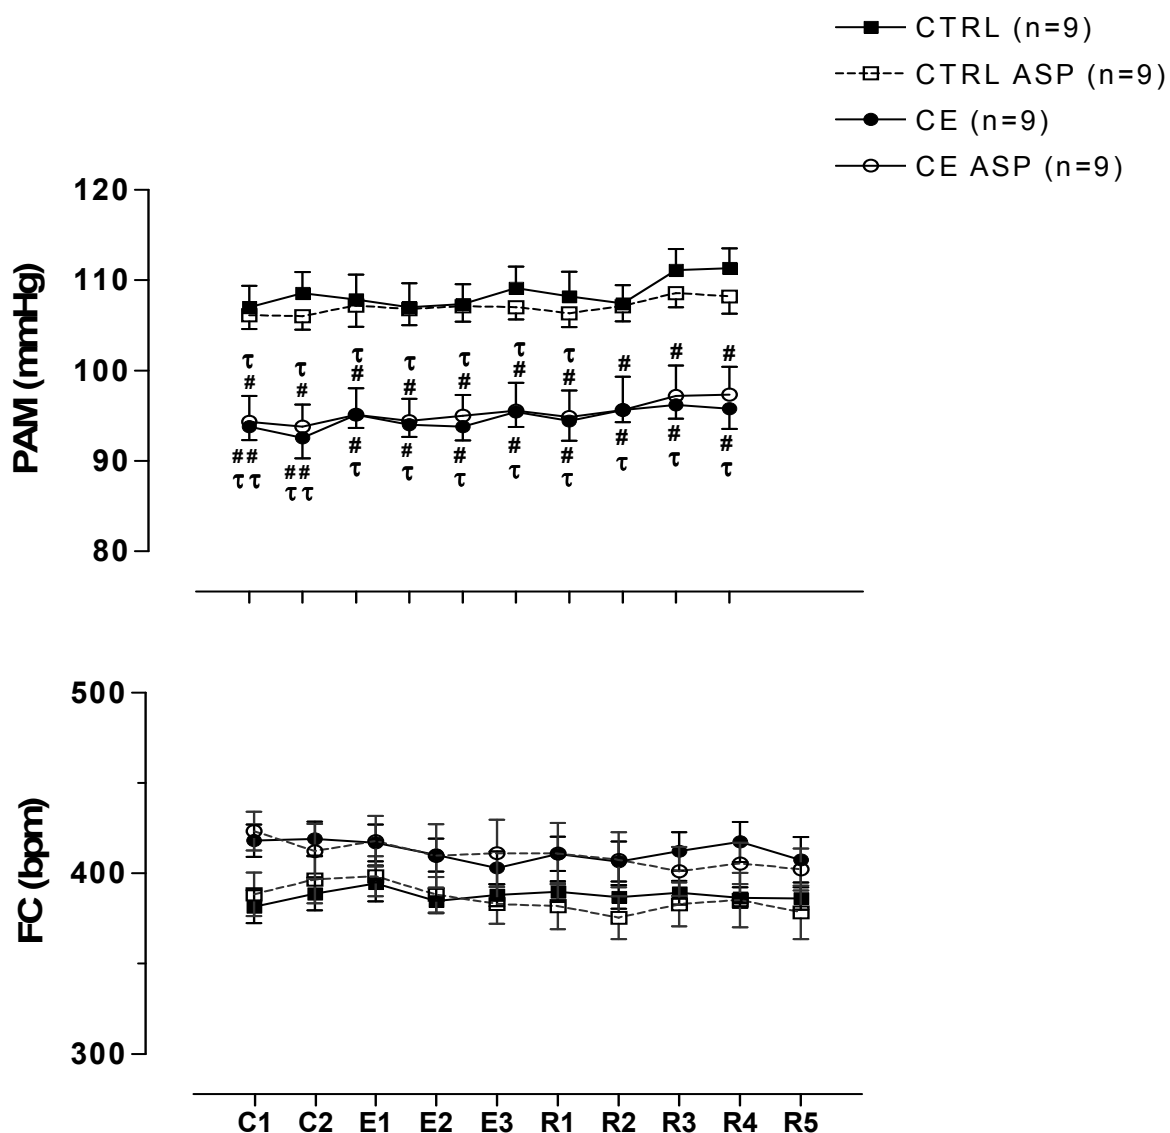 CTRL (n=9)
CTRL ASP (n=9)
CE (n=9)
CE ASP (n=9)
PAM (mmHg)
120
110
100
90
80
τ τ τ τ τ τ τ # # #
# # # # # # #
## ## # # # # # # # #
ττ ττ τ τ τ τ τ τ τ τ
FC (bpm)
500
400
300
C1 C2 E1 E2 E3 R1 R2 R3 R4 R5